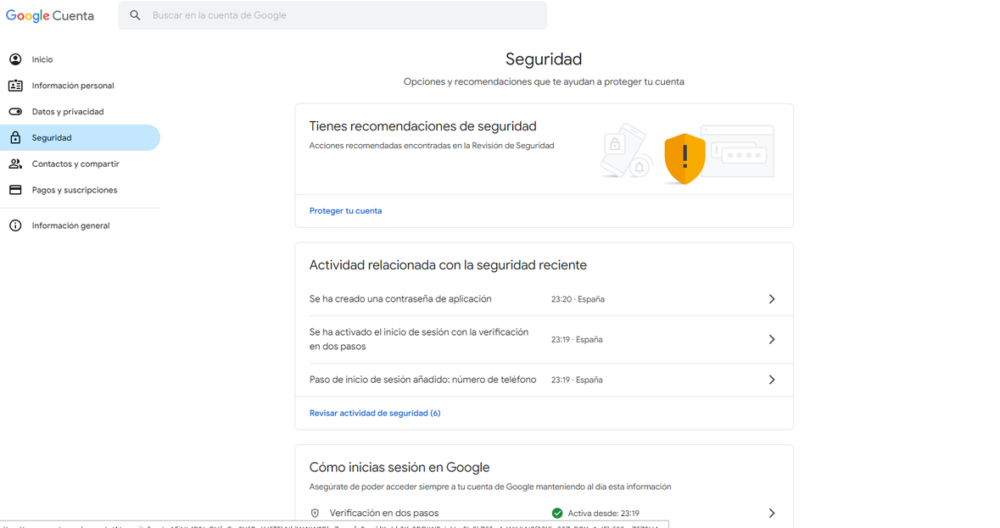 Google Cuenta
Buscar en la cuenta de Google
Inicio
Información personal
Datos y privacidad
Seguridad
Contactos y compartir
Pagos y suscripciones
Información general
Seguridad
Opciones y recomendaciones que te ayudan a proteger tu cuenta
Tienes recomendaciones de seguridad
Acciones recomendadas encontradas en la Revisión de Seguridad
Proteger tu cuenta
Actividad relacionada con la seguridad reciente
Se ha creado una contraseña de aplicación
23:20 · España
Se ha activado el inicio de sesión con la verificación
en dos pasos
23:19 · España
Paso de inicio de sesión añadido: número de teléfono
23:19 · España
Revisar actividad de seguridad (6)
Cómo inicias sesión en Google
Asegúrate de poder acceder siempre a tu cuenta de Google manteniendo al día esta información
Verificación en dos pasos
Activa desde: 23:19